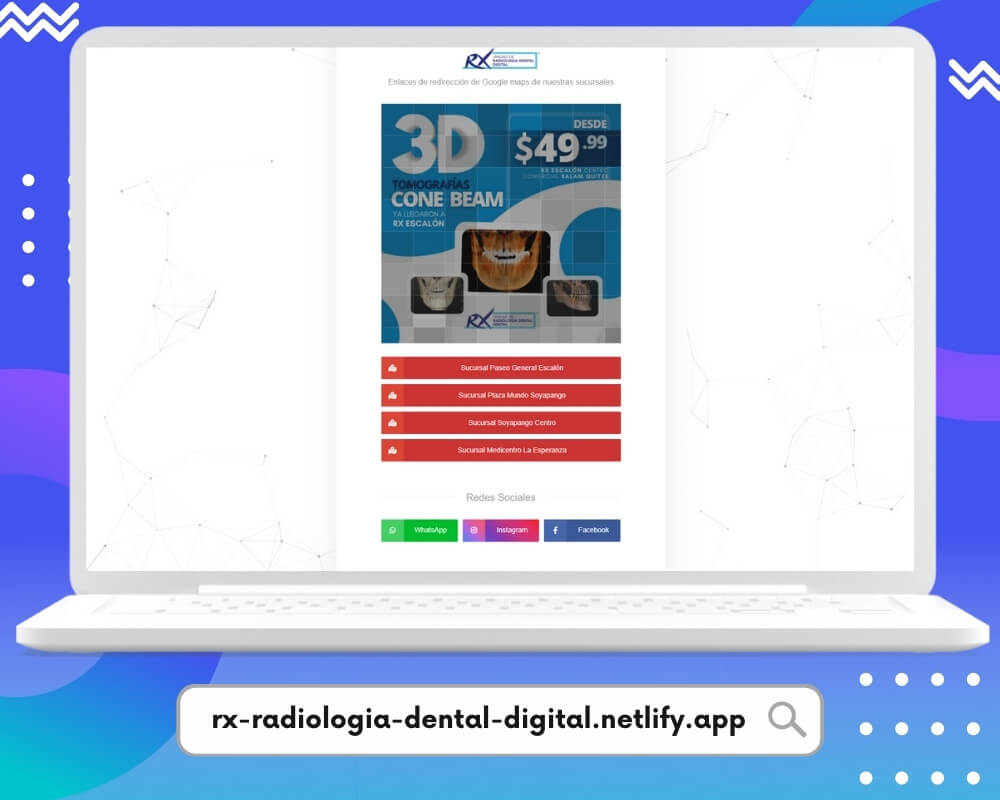 RX
RADIOLOGIA DENTAL
DIGITAL
Enlaces de redirección de Google maps de nuestras sucursales
3D
DESDE
$49.99
RX ESCALÓN CENTRO
COMERCIAL BALAM QUITZE
TOMOGRAFÍAS
CONE BEAM
YA LLEGARON A
RX ESCALÓN
RX
RADIOLOGIA DENTAL
DIGITAL
Sucursal Paseo General Escalón
Sucursal Plaza Mundo Soyapango
Sucursal Soyapango Centro
Sucursal Medicentro La Esperanza
Redes Sociales
WhatsApp
Instagram
Facebook
rx-radiologia-dental-digital.netlify.app